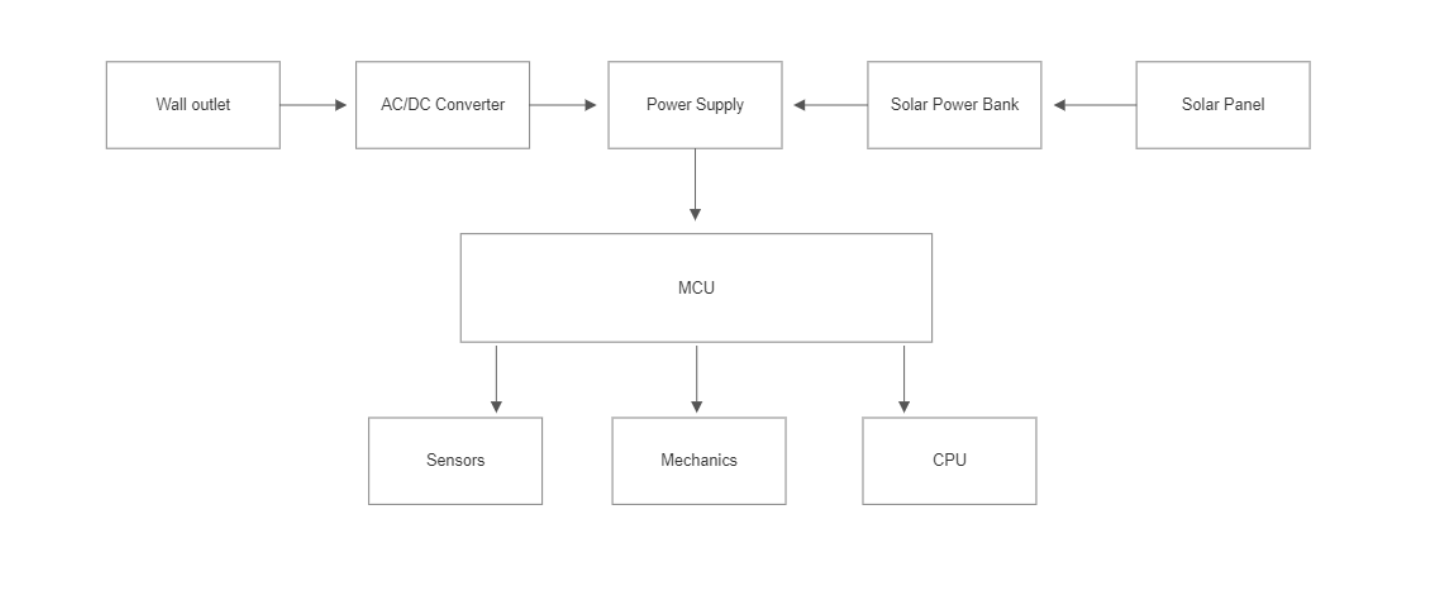 Wall outlet
AC/DC Converter
Power Supply
Solar Power Bank
Solar Panel
MCU
Sensors
Mechanics
CPU